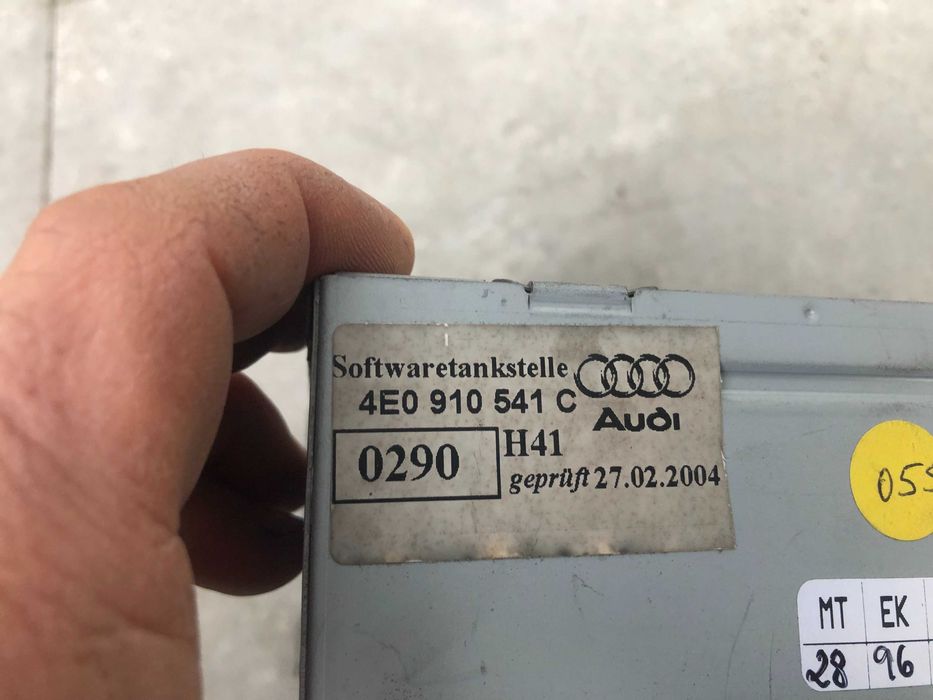 Softwaretankstelle
4E0 910 541 C
Audi
0290
H41
geprüft 27.02.2004
MT EK
28 96